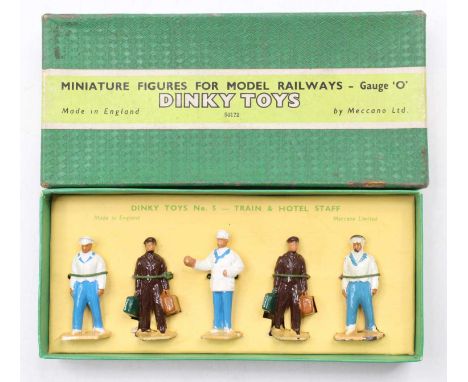 MINIATURE FIGURES FOR MODEL RAILWAYS – Gauge 'O'
DINKY TOYS
Made in England
50172
by Meccano Ltd.
DINKY TOYS No. 5 — TRAIN & HOTEL STAFF
Made in England
Meccano Limited